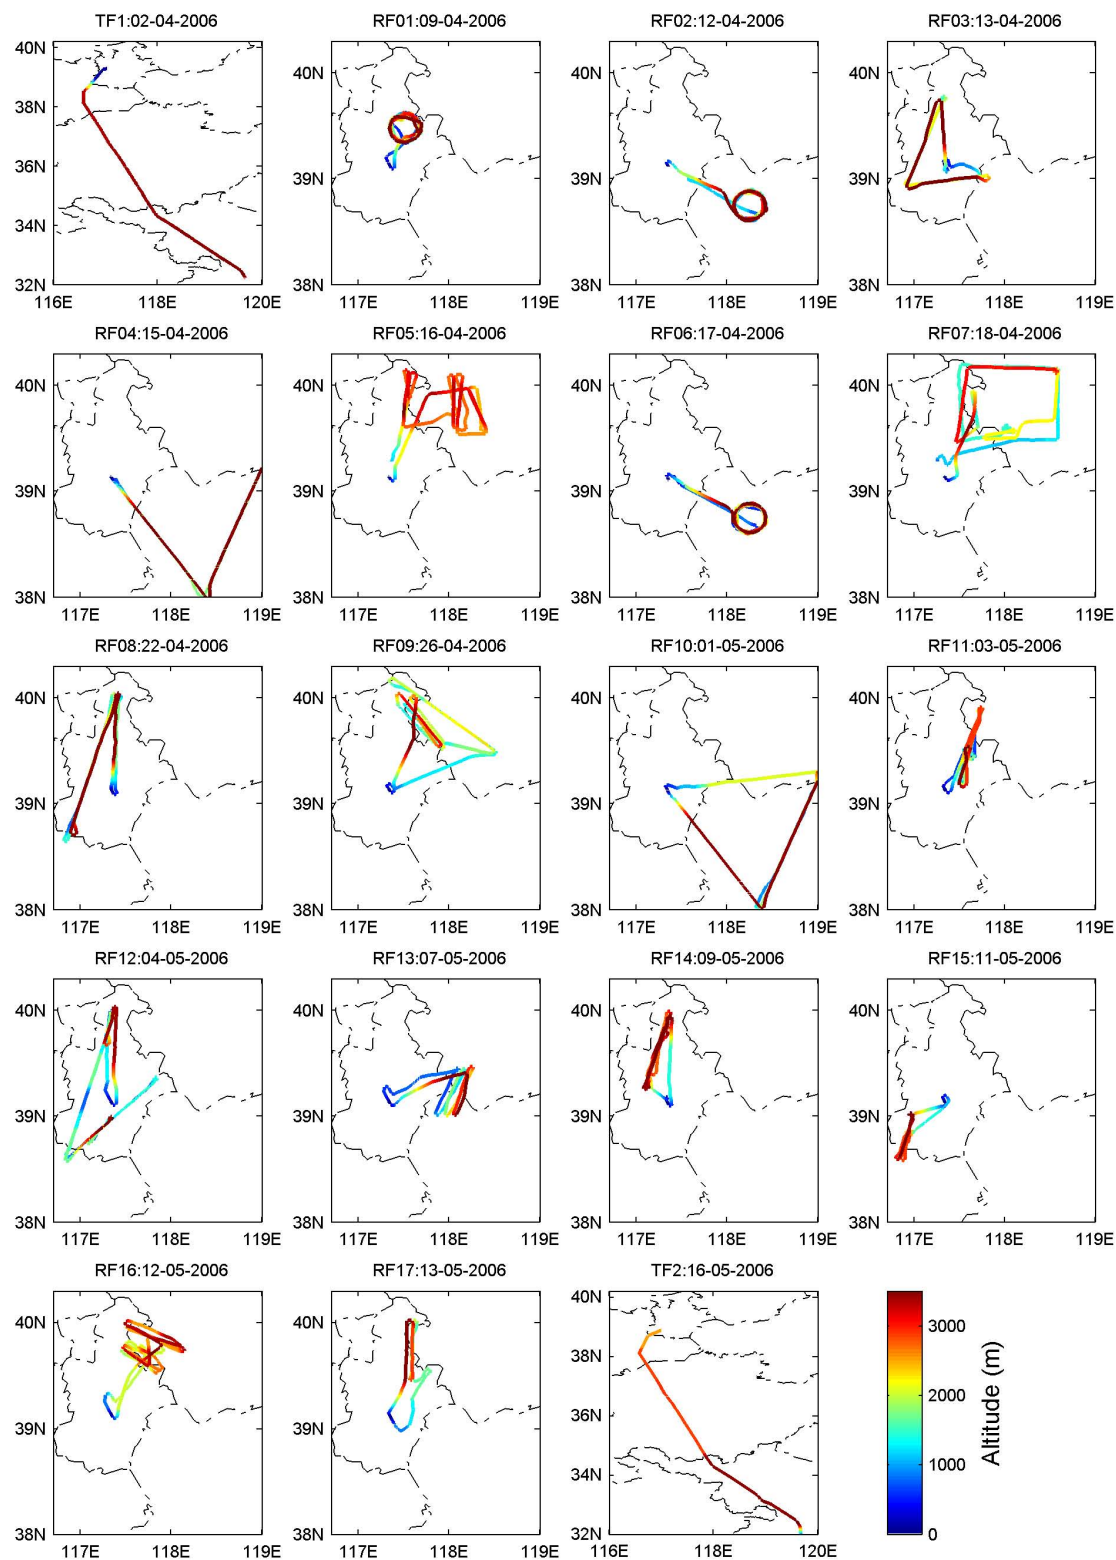 TF1:02-04-2006 RF01:09-04-2006 RF02:12-04-2006 RF03:13-04-2006
40N 40N 40N 40N
38N
36N 39N 39N 39N
34N
32N 38N 38N 38N
116E 118E 120E 117E 118E 119E 117E 118E 119E 117E 118E 119E
RF04:15-04-2006 RF05:16-04-2006 RF06:17-04-2006 RF07:18-04-2006
40N 40N 40N 40N
39N 39N 39N 39N
38N 38N 38N 38N
117E 118E 119E 117E 118E 119E 117E 118E 119E 117E 118E 119E
RF08:22-04-2006 RF09:26-04-2006 RF10:01-05-2006 RF11:03-05-2006
40N 40N 40N 40N
39N 39N 39N 39N
38N 38N 38N 38N
117E 118E 119E 117E 118E 119E 117E 118E 119E 117E 118E 119E
RF12:04-05-2006 RF13:07-05-2006 RF14:09-05-2006 RF15:11-05-2006
40N 40N 40N 40N
39N 39N 39N 39N
38N 38N 38N 38N
117E 118E 119E 117E 118E 119E 117E 118E 119E 117E 118E 119E
RF16:12-05-2006 RF17:13-05-2006 TF2:16-05-2006
40N 40N 40N
38N
39N 39N 36N
34N
38N 38N 32N
117E 118E 119E 117E 118E 119E 116E 118E 120E
3000
2000
1000
0
Altitude (m)